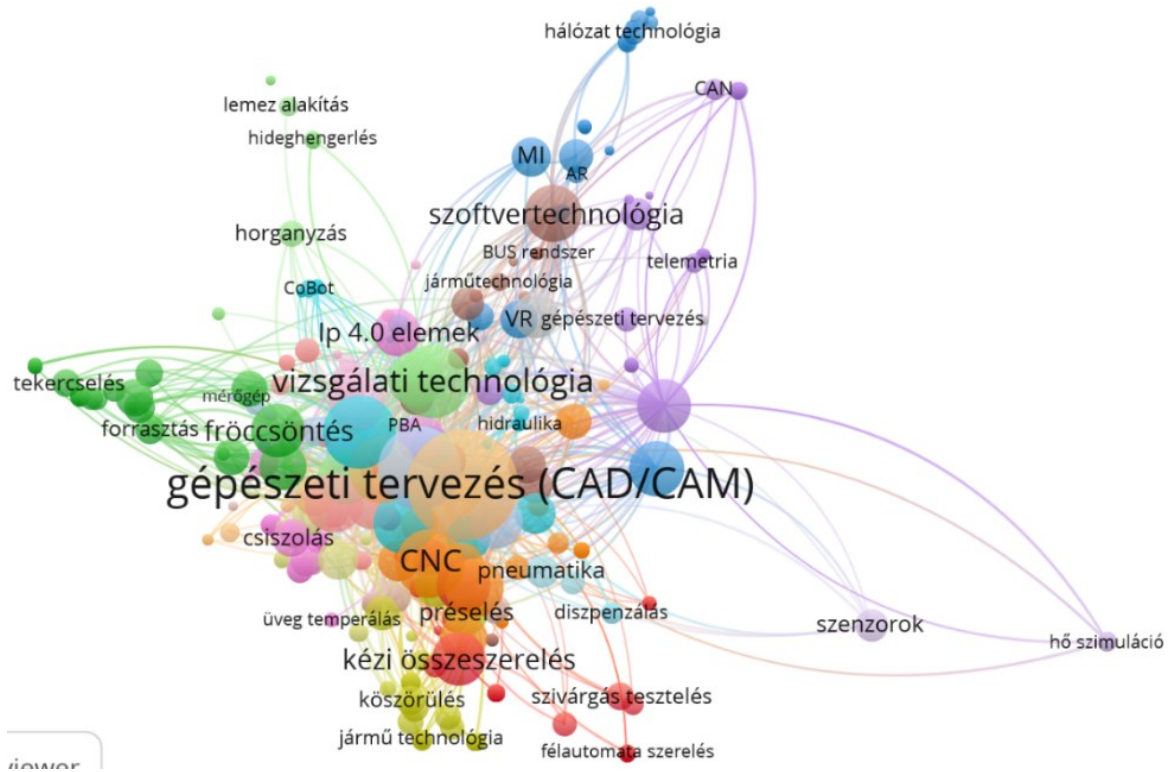 hálózat technológia
CAN
lemez alakítás
hideghengerlés
MI
AR
szoftvertechnológia
horganyzás
BUS rendszer
telemetria
járműtechnológia
CoBot
VR
gépészeti tervezés
Ip 4.0 elemek
tekercselés
vizsgálati technológia
mérőgép
forrasztás
fröccsöntés
PBA
hidraulika
gépészeti tervezés (CAD/CAM)
csiszolás
CNC
pneumatika
üveg temperálás
préselés
diszpenzálás
szenzorok
hő szimuláció
kézi összeszerelés
köszörülés
szivárgás tesztelés
jármű technológia
félautomata szerelés